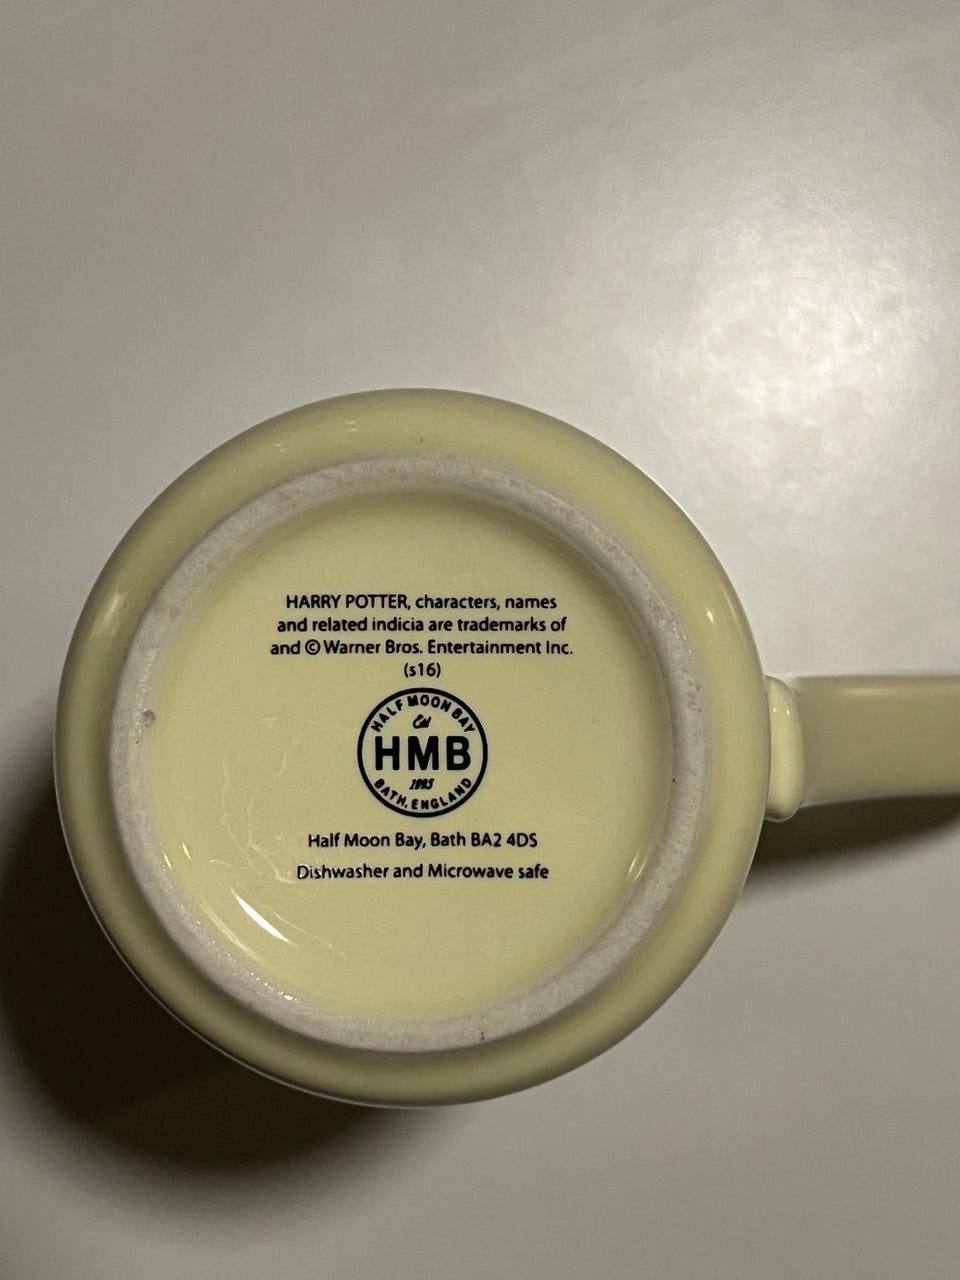 HARRY POTTER, characters, names
and related indicia are trademarks of
and © Warner Bros. Entertainment Inc.
(s16)
HALF MOON BAY
Est
HMB
1995
BATH, ENGLAND
Half Moon Bay, Bath BA2 4DS
Dishwasher and Microwave safe